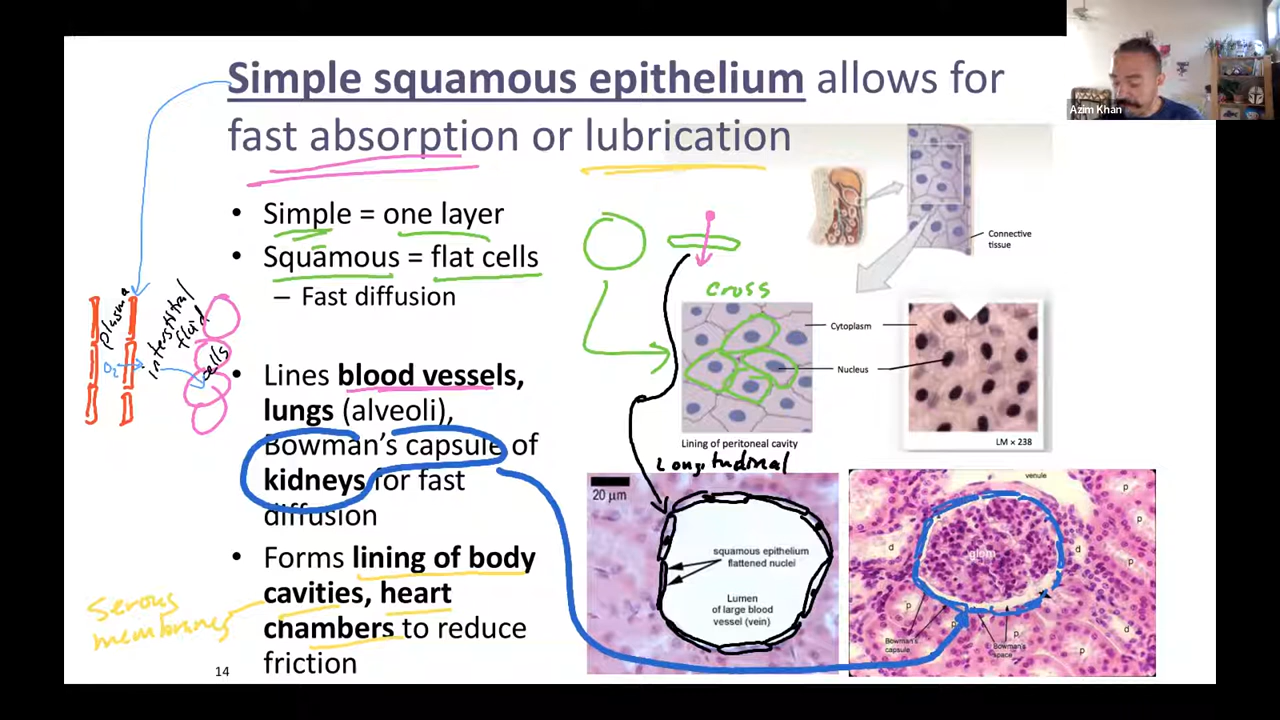 Simple squamous epithelium allows for
fast absorption or lubrication
• Simple = one layer
• Squamous = flat cells
– Fast diffusion
• Lines blood vessels,
lungs (alveoli),
Bowman's capsule of
kidneys for fast
diffusion
• Forms lining of body
cavities, heart
chambers to reduce
friction
14
plasma
O2
interstitial
fluid
cells
Serous
membranes
Connective
tissue
cross
Cytoplasm
Nucleus
Lining of peritoneal cavity
LM × 238
Longitudinal
20 µm
squamous epithelium
flattened nuclei
Lumen
of large blood
vessel (vein)
venule
p
p
p
d
glom
d
p
p
p
p
d
p
Bowman's
capsule
Bowman's
space
Azim Khan